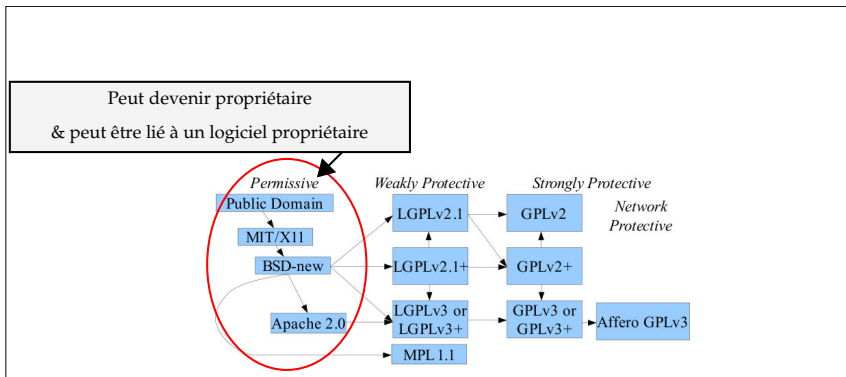 Peut devenir propriétaire
& peut être lié à un logiciel propriétaire
Permissive
Weakly Protective
Strongly Protective
Public Domain
LGPLv2.1
GPLv2
Network
Protective
MIT/X11
BSD-new
LGPLv2.1+
GPLv2+
Apache 2.0
LGPLv3 or
LGPLv3+
GPLv3 or
GPLv3+
Affero GPLv3
MPL 1.1